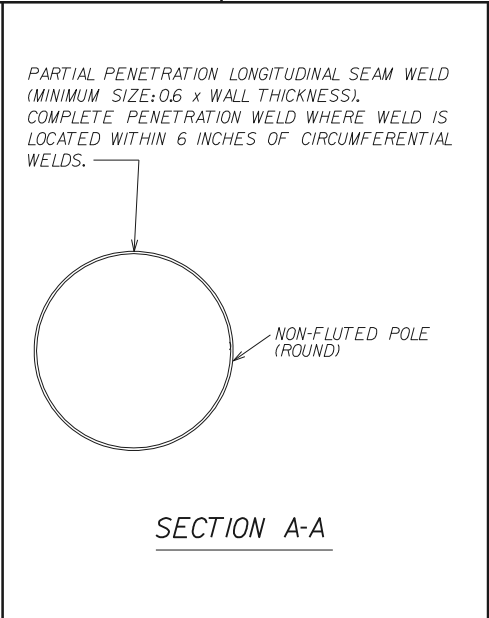 PARTIAL PENETRATION LONGITUDINAL SEAM WELD
(MINIMUM SIZE: 0.6 x WALL THICKNESS).
COMPLETE PENETRATION WELD WHERE WELD IS
LOCATED WITHIN 6 INCHES OF CIRCUMFERENTIAL
WELDS.
NON-FLUTED POLE
(ROUND)
SECTION A-A